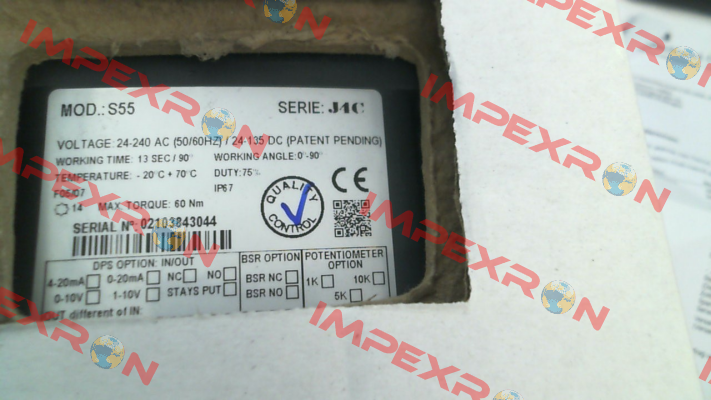 MOD.: S55 SERIE: J4C
VOLTAGE: 24-240 AC (50/60HZ) / 24-135 DC (PATENT PENDING)
WORKING TIME: 13 SEC / 90° WORKING ANGLE: 0°-90°
TEMPERATURE: - 20°C + 70°C DUTY: 75%
F05/07 IP67
14 MAX. TORQUE: 60 Nm
QUALITY CONTROL
CE
SERIAL Nº 02103843044
DPS OPTION: IN/OUT
4-20mA 0-20mA NC NO
0-10V 1-10V STAYS PUT
OUT different of IN:
BSR OPTION
BSR NC
BSR NO
POTENTIOMETER OPTION
1K 10K
5K
IMPEXRON
IMPEXRON
IMPEXRON
IMPEXRON
IMPEXRON